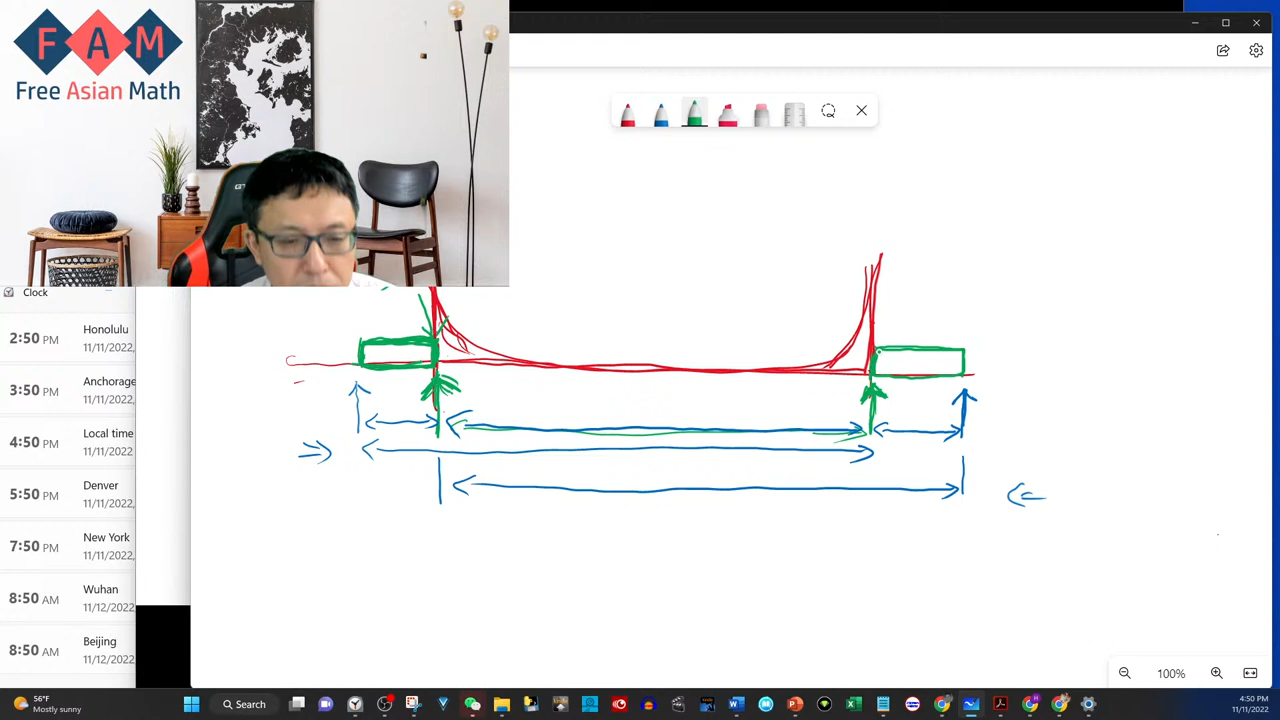 FAM
Free Asian Math
Clock
2:50 PM Honolulu
11/11/2022,
3:50 PM Anchorage
11/11/2022,
4:50 PM Local time
11/11/2022
5:50 PM Denver
11/11/2022,
7:50 PM New York
11/11/2022,
8:50 AM Wuhan
11/12/2022,
8:50 AM Beijing
11/12/2022,
100%
56°F
Mostly sunny
Search
4:50 PM
11/11/2022